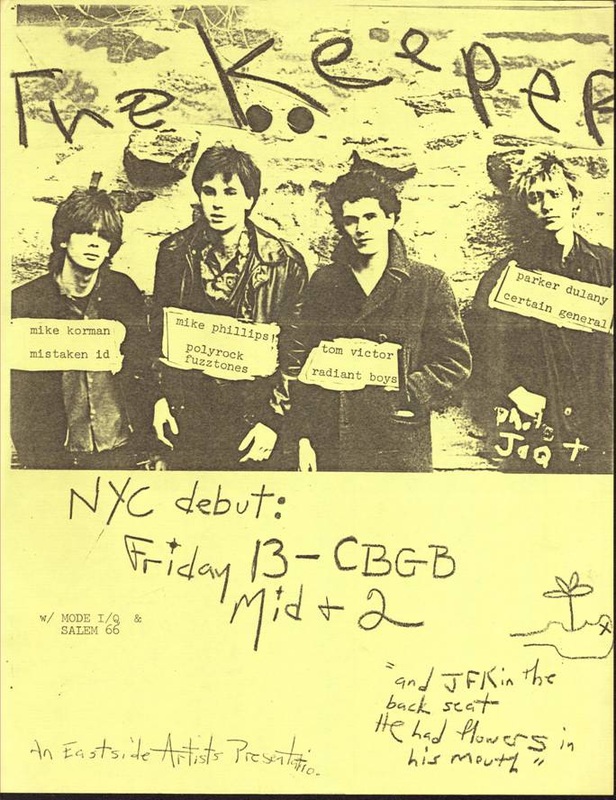 The Keeper
mike korman
mistaken id
mike phillips
polyrock
fuzztones
tom victor
radiant boys
parker dulany
certain general
photo:
JaQ +
NYC debut:
Friday 13 - CBGB
Mid + 2
w/ MODE I/Q &
SALEM 66
"and JFK in the
back seat
He had flowers in
his mouth"
An Eastside Artists Presentatio.